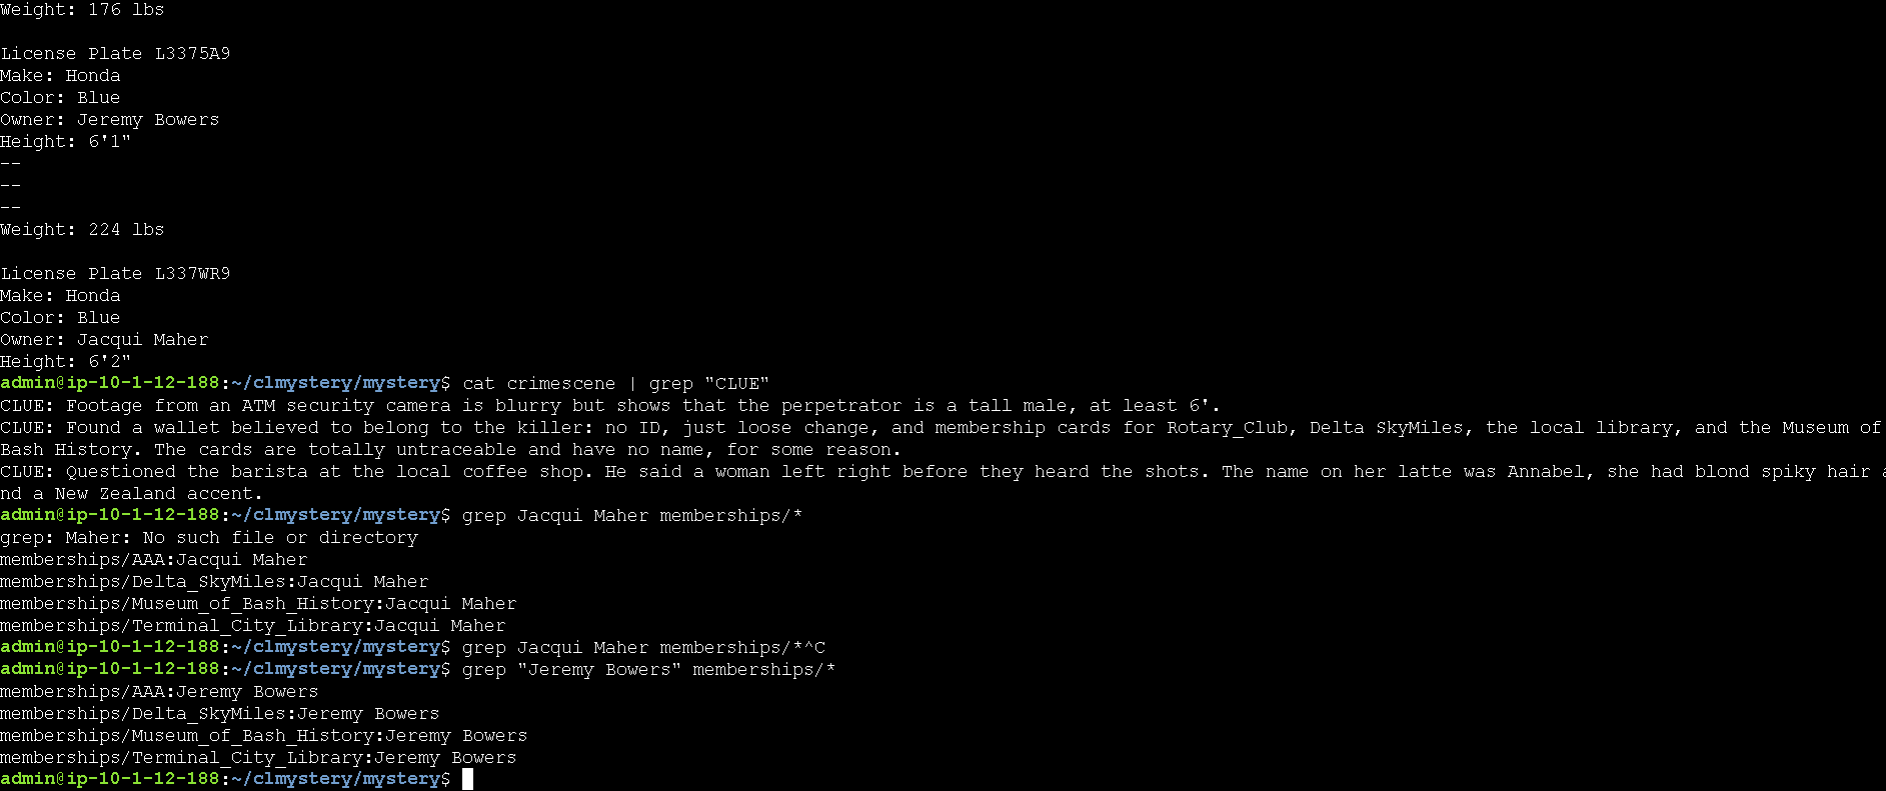 Weight: 176 lbs
License Plate L3375A9
Make: Honda
Color: Blue
Owner: Jeremy Bowers
Height: 6'1"
--
--
--
Weight: 224 lbs
License Plate L337WR9
Make: Honda
Color: Blue
Owner: Jacqui Maher
Height: 6'2"
admin@ip-10-1-12-188:~/clmystery/mystery$ cat crimescene | grep "CLUE"
CLUE: Footage from an ATM security camera is blurry but shows that the perpetrator is a tall male, at least 6'.
CLUE: Found a wallet believed to belong to the killer: no ID, just loose change, and membership cards for Rotary_Club, Delta SkyMiles, the local library, and the Museum of
Bash History. The cards are totally untraceable and have no name, for some reason.
CLUE: Questioned the barista at the local coffee shop. He said a woman left right before they heard the shots. The name on her latte was Annabel, she had blond spiky hair a
nd a New Zealand accent.
admin@ip-10-1-12-188:~/clmystery/mystery$ grep Jacqui Maher memberships/*
grep: Maher: No such file or directory
memberships/AAA:Jacqui Maher
memberships/Delta_SkyMiles:Jacqui Maher
memberships/Museum_of_Bash_History:Jacqui Maher
memberships/Terminal_City_Library:Jacqui Maher
admin@ip-10-1-12-188:~/clmystery/mystery$ grep Jacqui Maher memberships/*^C
admin@ip-10-1-12-188:~/clmystery/mystery$ grep "Jeremy Bowers" memberships/*
memberships/AAA:Jeremy Bowers
memberships/Delta_SkyMiles:Jeremy Bowers
memberships/Museum_of_Bash_History:Jeremy Bowers
memberships/Terminal_City_Library:Jeremy Bowers
admin@ip-10-1-12-188:~/clmystery/mystery$